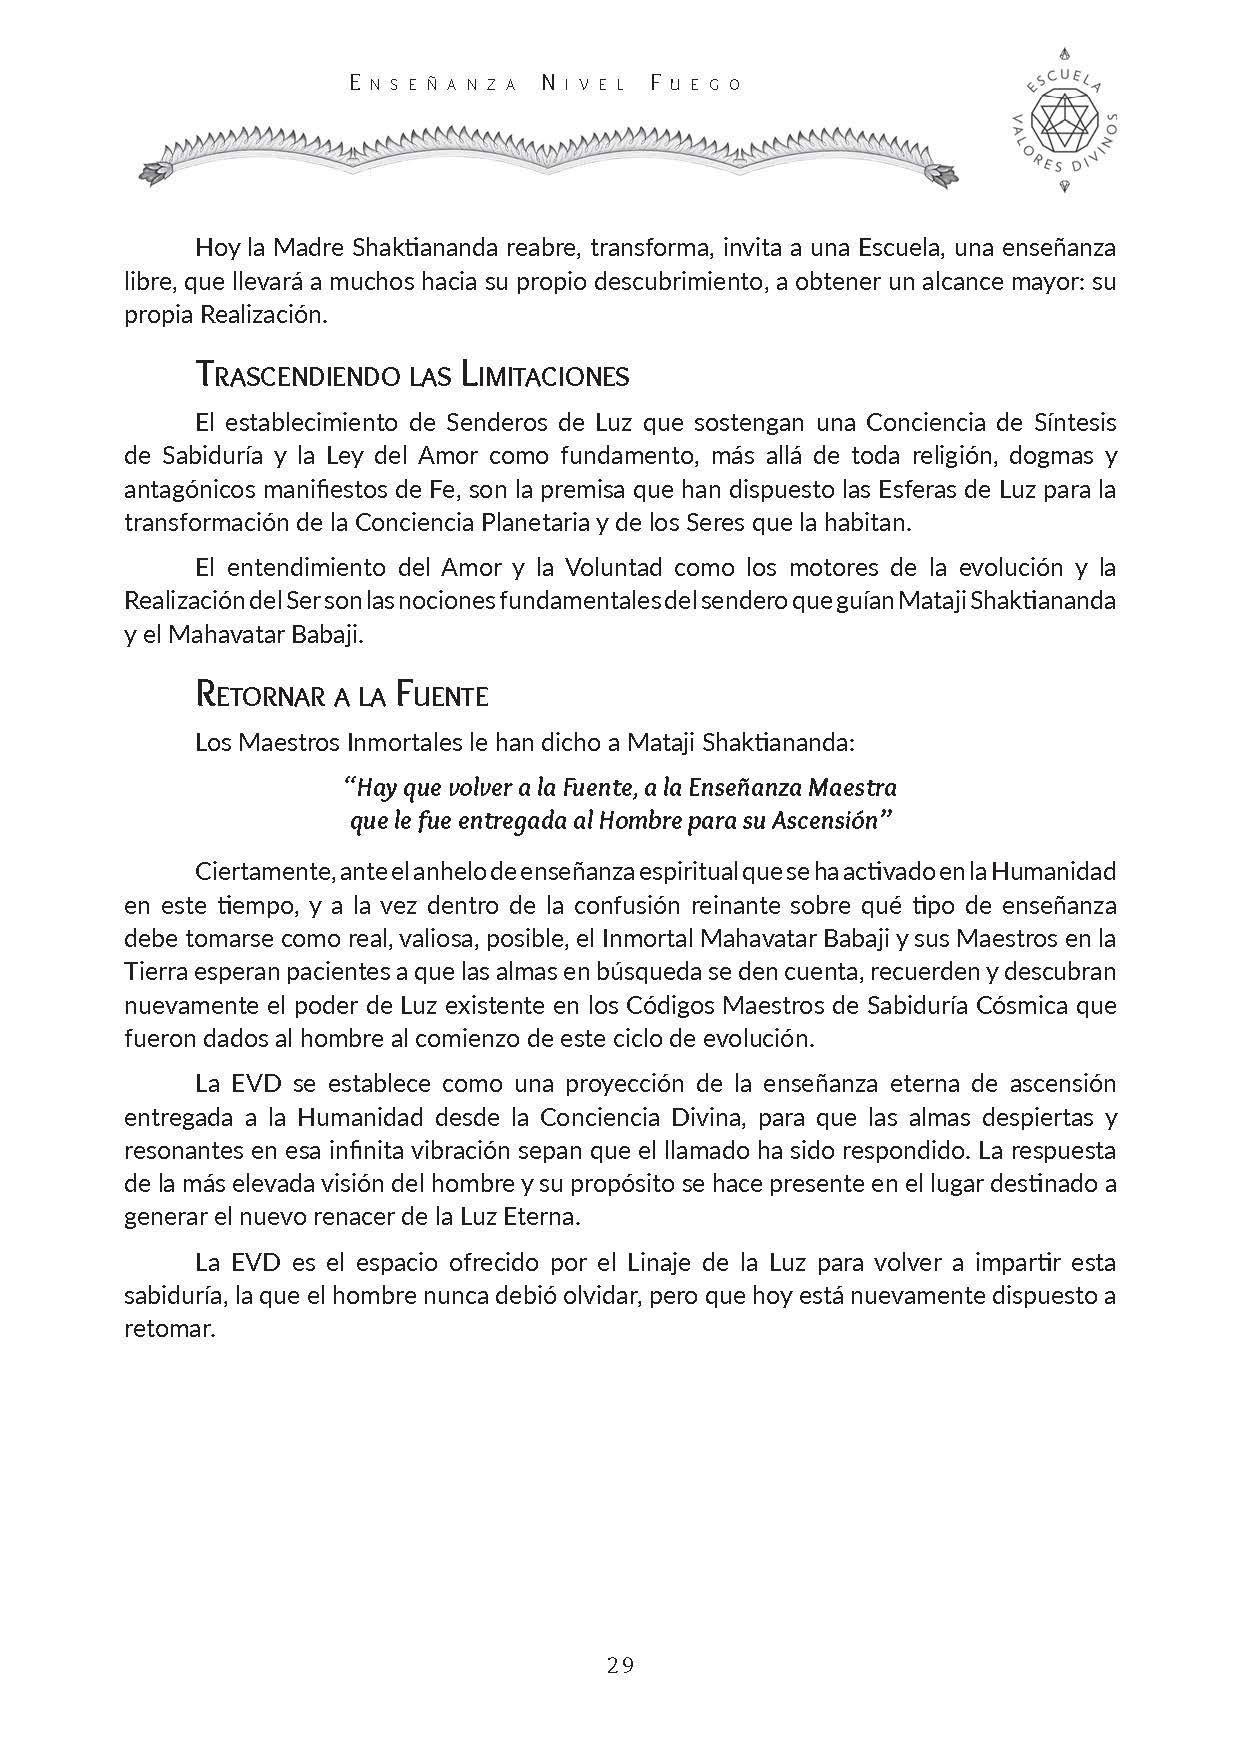 Enseñanza Nivel Fuego
ESCUELA
VALORES DIVINOS
Hoy la Madre Shaktiananda reabre, transforma, invita a una Escuela, una enseñanza
libre, que llevará a muchos hacia su propio descubrimiento, a obtener un alcance mayor: su
propia Realización.
Trascendiendo las Limitaciones
El establecimiento de Senderos de Luz que sostengan una Conciencia de Síntesis
de Sabiduría y la Ley del Amor como fundamento, más allá de toda religión, dogmas y
antagónicos manifiestos de Fe, son la premisa que han dispuesto las Esferas de Luz para la
transformación de la Conciencia Planetaria y de los Seres que la habitan.
El entendimiento del Amor y la Voluntad como los motores de la evolución y la
Realización del Ser son las nociones fundamentales del sendero que guían Mataji Shaktiananda
y el Mahavatar Babaji.
Retornar a la Fuente
Los Maestros Inmortales le han dicho a Mataji Shaktiananda:
“Hay que volver a la Fuente, a la Enseñanza Maestra
que le fue entregada al Hombre para su Ascensión”
Ciertamente, ante el anhelo de enseñanza espiritual que se ha activado en la Humanidad
en este tiempo, y a la vez dentro de la confusión reinante sobre qué tipo de enseñanza
debe tomarse como real, valiosa, posible, el Inmortal Mahavatar Babaji y sus Maestros en la
Tierra esperan pacientes a que las almas en búsqueda se den cuenta, recuerden y descubran
nuevamente el poder de Luz existente en los Códigos Maestros de Sabiduría Cósmica que
fueron dados al hombre al comienzo de este ciclo de evolución.
La EVD se establece como una proyección de la enseñanza eterna de ascensión
entregada a la Humanidad desde la Conciencia Divina, para que las almas despiertas y
resonantes en esa infinita vibración sepan que el llamado ha sido respondido. La respuesta
de la más elevada visión del hombre y su propósito se hace presente en el lugar destinado a
generar el nuevo renacer de la Luz Eterna.
La EVD es el espacio ofrecido por el Linaje de la Luz para volver a impartir esta
sabiduría, la que el hombre nunca debió olvidar, pero que hoy está nuevamente dispuesto a
retomar.
29